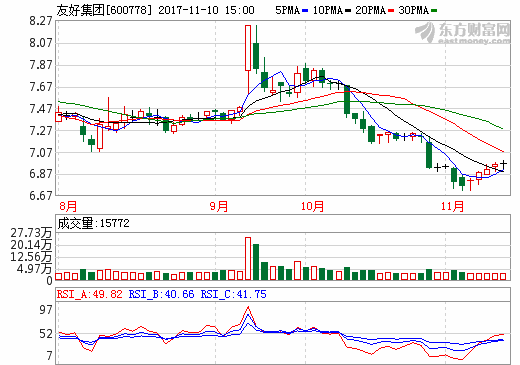 友好集团[600778] 2017-11-10 15:00 5PMA 10PMA 20PMA 30PMA
东方财富网
eastmoney.com
8.27
8.07
7.87
7.67
7.47
7.27
7.07
6.87
6.67
8月 9月 10月 11月
成交量:15772
27.73万
20.14万
12.56万
4.97万
0
RSI_A:49.82 RSI_B:40.66 RSI_C:41.75
97
52
7